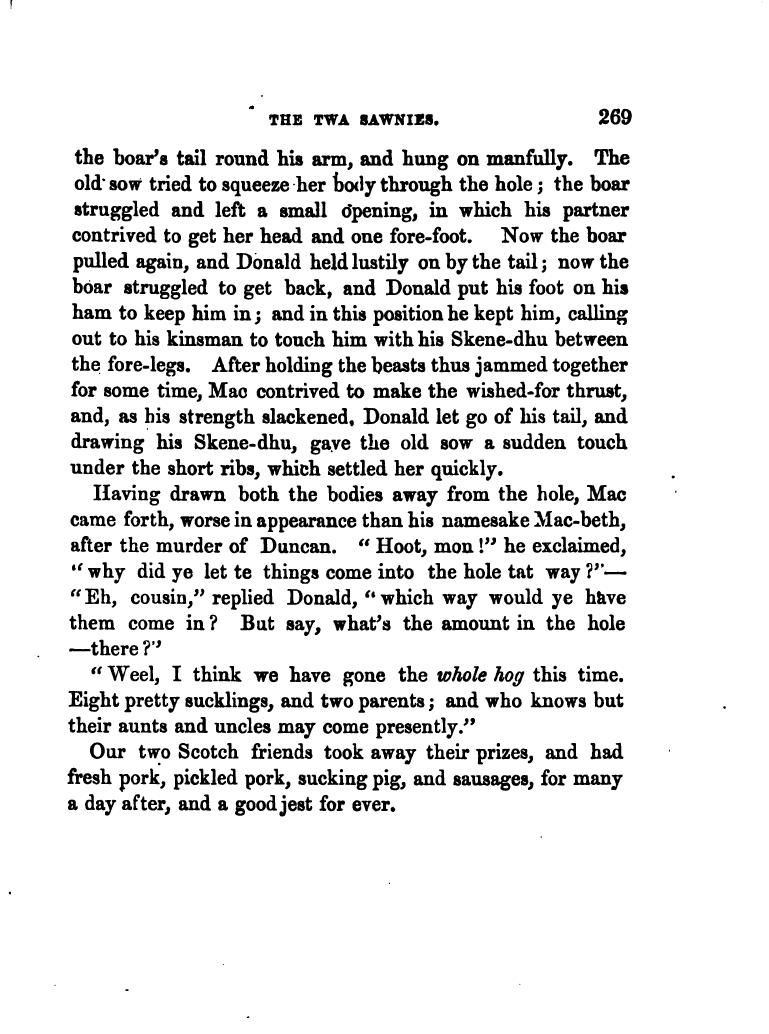 THE TWA SAWNIES. 269
the boar's tail round his arm, and hung on manfully. The
old sow tried to squeeze her body through the hole; the boar
struggled and left a small opening, in which his partner
contrived to get her head and one fore-foot. Now the boar
pulled again, and Donald held lustily on by the tail; now the
boar struggled to get back, and Donald put his foot on his
ham to keep him in; and in this position he kept him, calling
out to his kinsman to touch him with his Skene-dhu between
the fore-legs. After holding the beasts thus jammed together
for some time, Mac contrived to make the wished-for thrust,
and, as his strength slackened, Donald let go of his tail, and
drawing his Skene-dhu, gave the old sow a sudden touch
under the short ribs, which settled her quickly.
Having drawn both the bodies away from the hole, Mac
came forth, worse in appearance than his namesake Mac-beth,
after the murder of Duncan. "Hoot, mon!" he exclaimed,
"why did ye let te things come into the hole tat way?"—
"Eh, cousin," replied Donald, "which way would ye have
them come in? But say, what's the amount in the hole
—there?"
"Weel, I think we have gone the whole hog this time.
Eight pretty sucklings, and two parents; and who knows but
their aunts and uncles may come presently."
Our two Scotch friends took away their prizes, and had
fresh pork, pickled pork, sucking pig, and sausages, for many
a day after, and a good jest for ever.